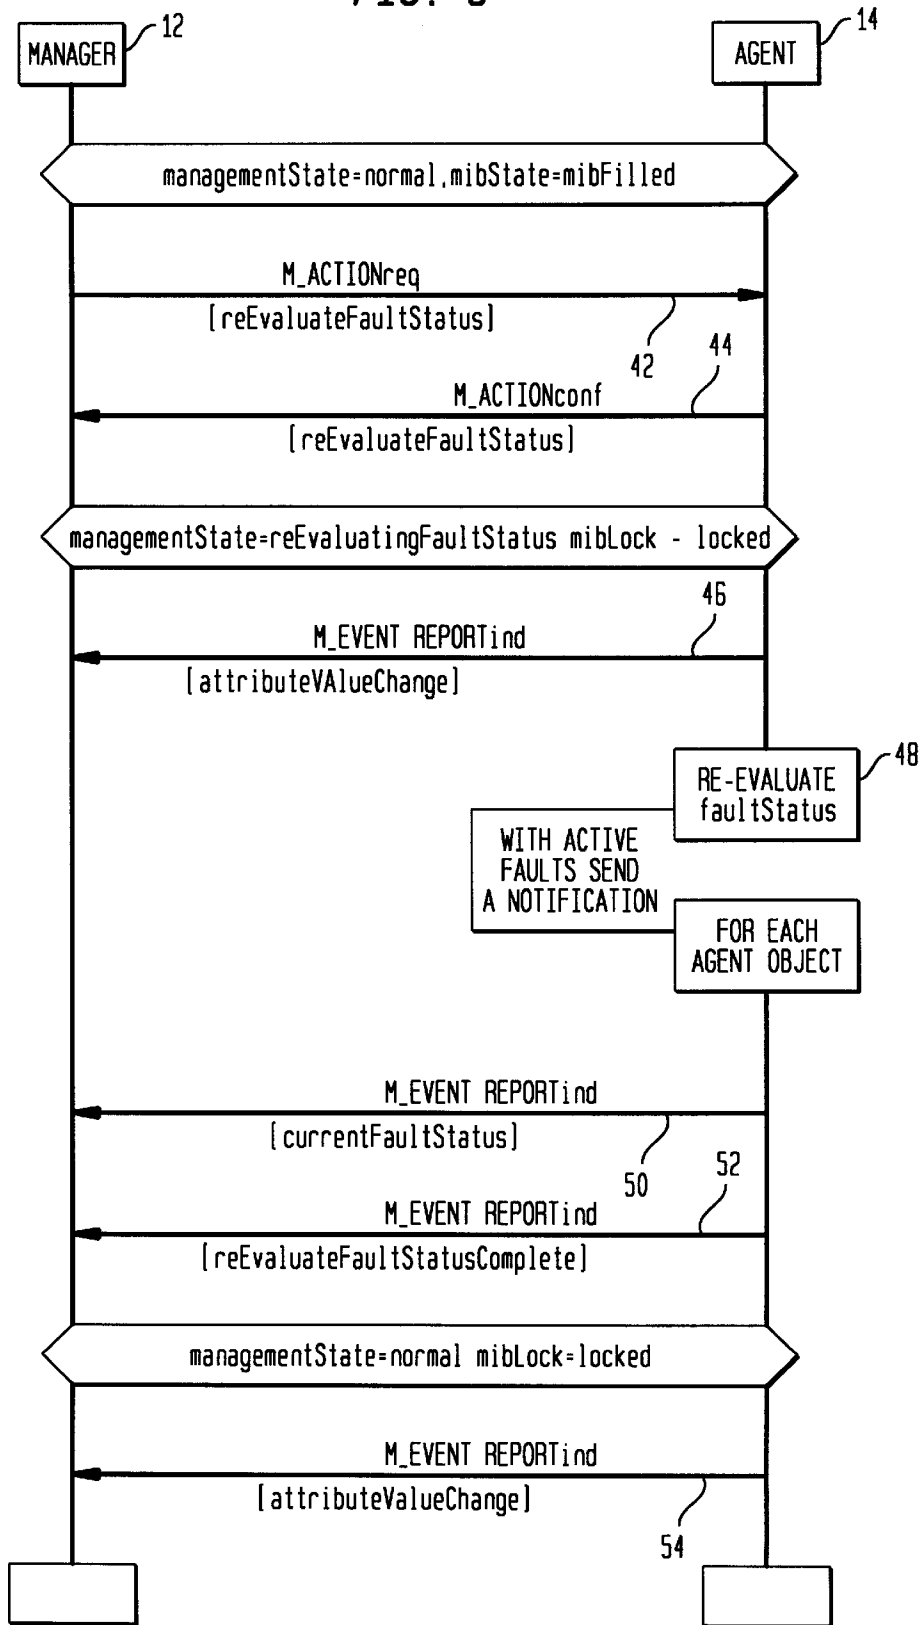 MANAGER
12
AGENT
14
managementState=normal,mibState=mibFilled
M_ACTIONreq
[reEvaluateFaultStatus]
42
44
M_ACTIONconf
[reEvaluateFaultStatus]
managementState=reEvaluatingFaultStatus mibLock - locked
46
M_EVENT REPORTind
[attributeVAlueChange]
48
RE-EVALUATE
faultStatus
WITH ACTIVE
FAULTS SEND
A NOTIFICATION
FOR EACH
AGENT OBJECT
M_EVENT REPORTind
[currentFaultStatus]
50
52
M_EVENT REPORTind
[reEvaluateFaultStatusComplete]
managementState=normal mibLock=locked
M_EVENT REPORTind
[attributeValueChange]
54